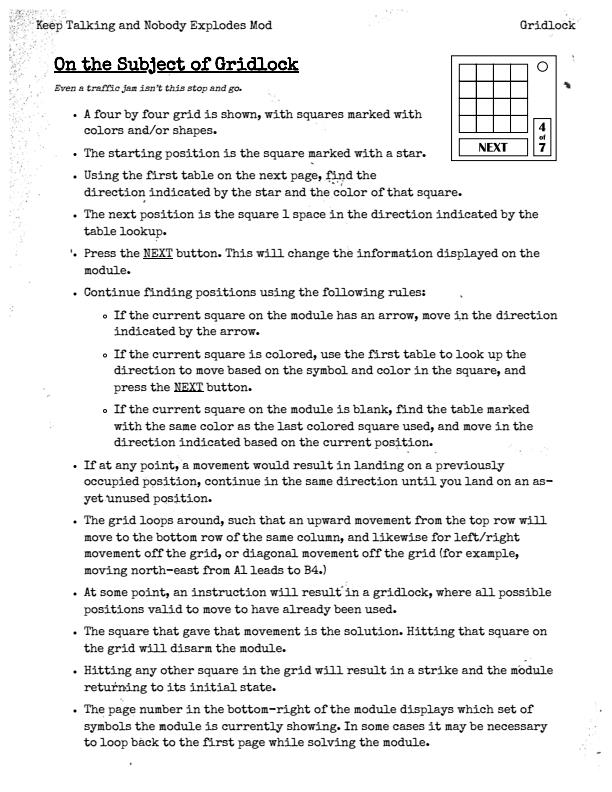 Keep Talking and Nobody Explodes Mod
Gridlock
On the Subject of Gridlock
Even a traffic jam isn't this stop and go.
4
of
7
NEXT
• A four by four grid is shown, with squares marked with
colors and/or shapes.
• The starting position is the square marked with a star.
• Using the first table on the next page, find the
direction indicated by the star and the color of that square.
• The next position is the square 1 space in the direction indicated by the
table lookup.
• Press the NEXT button. This will change the information displayed on the
module.
• Continue finding positions using the following rules:
◦ If the current square on the module has an arrow, move in the direction
indicated by the arrow.
◦ If the current square is colored, use the first table to look up the
direction to move based on the symbol and color in the square, and
press the NEXT button.
◦ If the current square on the module is blank, find the table marked
with the same color as the last colored square used, and move in the
direction indicated based on the current position.
• If at any point, a movement would result in landing on a previously
occupied position, continue in the same direction until you land on an as-
yet unused position.
• The grid loops around, such that an upward movement from the top row will
move to the bottom row of the same column, and likewise for left/right
movement off the grid, or diagonal movement off the grid (for example,
moving north-east from A1 leads to B4.)
• At some point, an instruction will result in a gridlock, where all possible
positions valid to move to have already been used.
• The square that gave that movement is the solution. Hitting that square on
the grid will disarm the module.
• Hitting any other square in the grid will result in a strike and the module
returning to its initial state.
• The page number in the bottom-right of the module displays which set of
symbols the module is currently showing. In some cases it may be necessary
to loop back to the first page while solving the module.